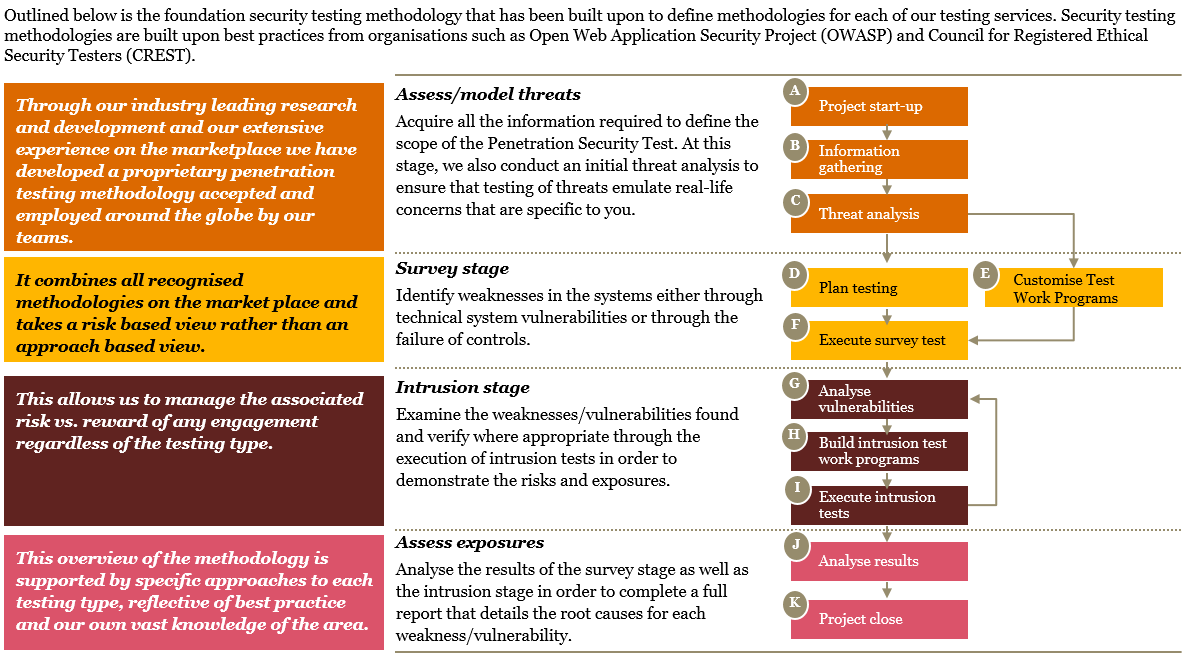 Outlined below is the foundation security testing methodology that has been built upon to define methodologies for each of our testing services. Security testing
methodologies are built upon best practices from organisations such as Open Web Application Security Project (OWASP) and Council for Registered Ethical
Security Testers (CREST).
Through our industry leading research
and development and our extensive
experience on the marketplace we have
developed a proprietary penetration
testing methodology accepted and
employed around the globe by our
teams.
Assess/model threats
Acquire all the information required to define the
scope of the Penetration Security Test. At this
stage, we also conduct an initial threat analysis to
ensure that testing of threats emulate real-life
concerns that are specific to you.
A
Project start-up
B
Information
gathering
C
Threat analysis
It combines all recognised
methodologies on the market place and
takes a risk based view rather than an
approach based view.
Survey stage
Identify weaknesses in the systems either through
technical system vulnerabilities or through the
failure of controls.
D
Plan testing
E
Customise Test
Work Programs
F
Execute survey test
This allows us to manage the associated
risk vs. reward of any engagement
regardless of the testing type.
Intrusion stage
Examine the weaknesses/vulnerabilities found
and verify where appropriate through the
execution of intrusion tests in order to
demonstrate the risks and exposures.
G
Analyse
vulnerabilities
H
Build intrusion test
work programs
I
Execute intrusion
tests
This overview of the methodology is
supported by specific approaches to each
testing type, reflective of best practice
and our own vast knowledge of the area.
Assess exposures
Analyse the results of the survey stage as well as
the intrusion stage in order to complete a full
report that details the root causes for each
weakness/vulnerability.
J
Analyse results
K
Project close